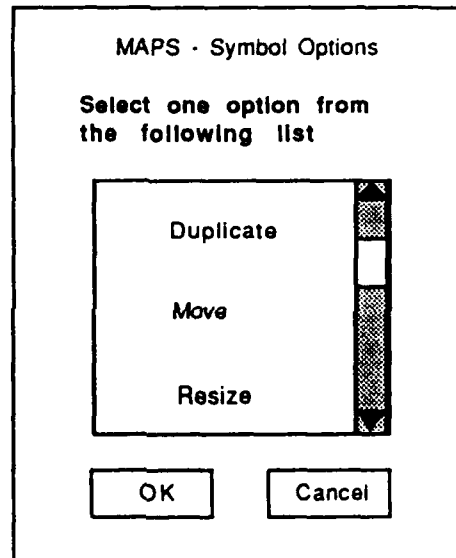 MAPS - Symbol Options
Select one option from
the following list
Duplicate
Move
Resize
OK
Cancel